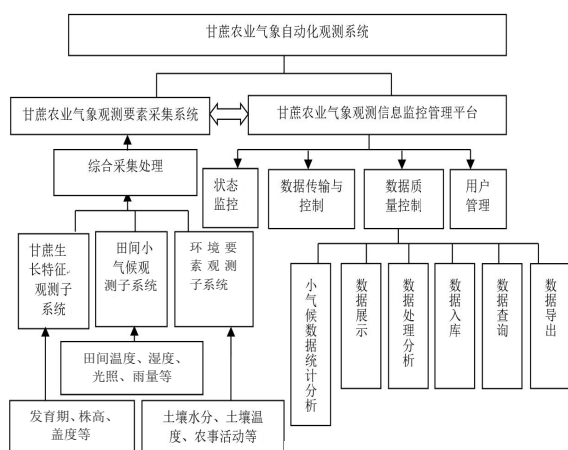 甘蔗农业气象自动化观测系统
甘蔗农业气象观测要素采集系统
甘蔗农业气象观测信息监控管理平台
综合采集处理
状态
监控
数据传输与
控制
数据质
量控制
用户
管理
甘蔗生
长特征
观测子
系统
田间小
气候观
测子系统
环境要
素观测
子系统
小气候数据统计分析
数据展示
数据处理分析
数据入库
数据查询
数据导出
田间温度、湿度、
光照、雨量等
发育期、株高、
盖度等
土壤水分、土壤温
度、农事活动等